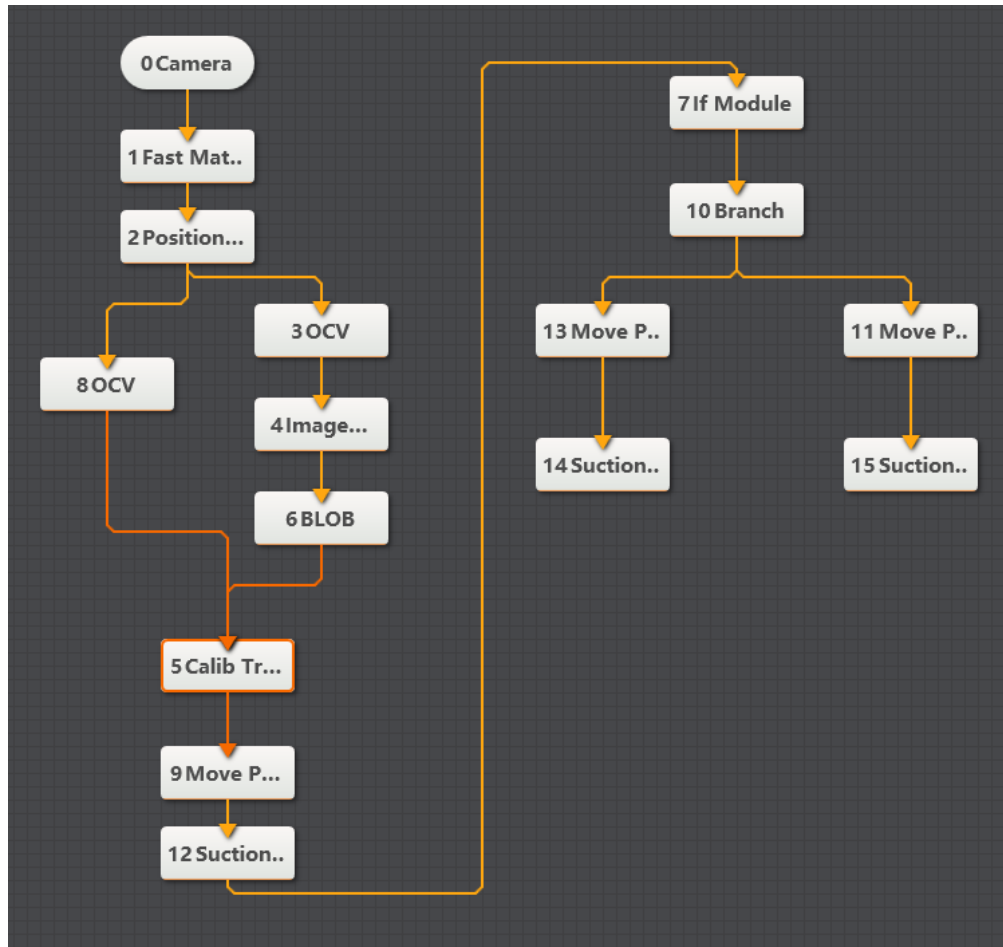 0 Camera
1 Fast Mat..
2 Position...
3 OCV
8 OCV
4 Image...
6 BLOB
5 Calib Tr...
9 Move P...
12 Suction..
7 If Module
10 Branch
13 Move P..
11 Move P..
14 Suction..
15 Suction..